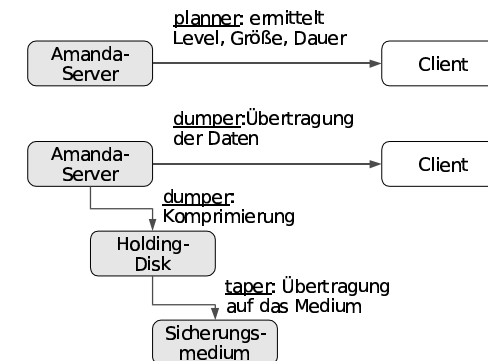 planner: ermittelt
Level, Größe, Dauer
Amanda-
Server
Client
dumper:Übertragung
der Daten
Amanda-
Server
Client
dumper:
Komprimierung
Holding-
Disk
taper: Übertragung
auf das Medium
Sicherungs-
medium